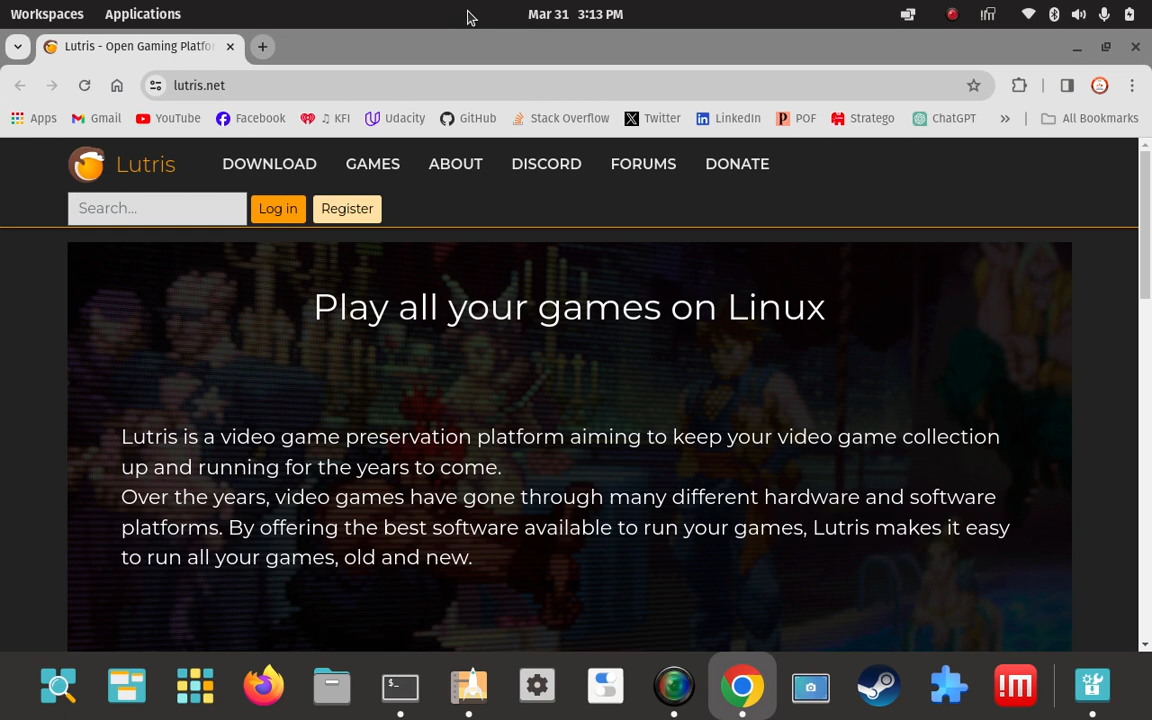 Workspaces Applications Mar 31 3:13 PM
Lutris - Open Gaming Platfo
lutris.net
Apps Gmail YouTube Facebook ♫ KFI Udacity GitHub Stack Overflow Twitter LinkedIn POF Stratego ChatGPT » All Bookmarks
Lutris DOWNLOAD GAMES ABOUT DISCORD FORUMS DONATE
Search... Log in Register
Play all your games on Linux
Lutris is a video game preservation platform aiming to keep your video game collection
up and running for the years to come.
Over the years, video games have gone through many different hardware and software
platforms. By offering the best software available to run your games, Lutris makes it easy
to run all your games, old and new.